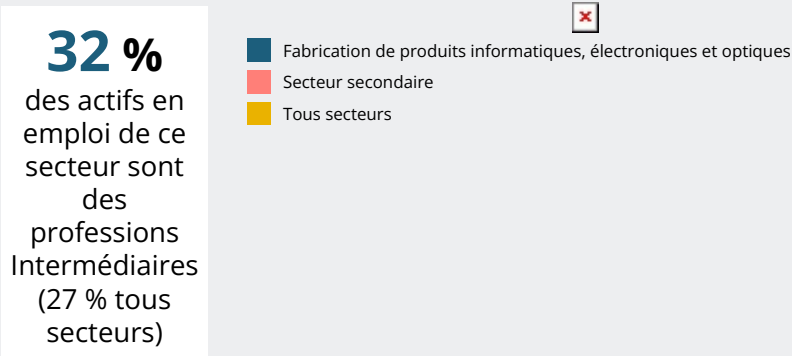 32 %
des actifs en
emploi de ce
secteur sont
des
professions
Intermédiaires
(27 % tous
secteurs)
Fabrication de produits informatiques, électroniques et optiques
Secteur secondaire
Tous secteurs